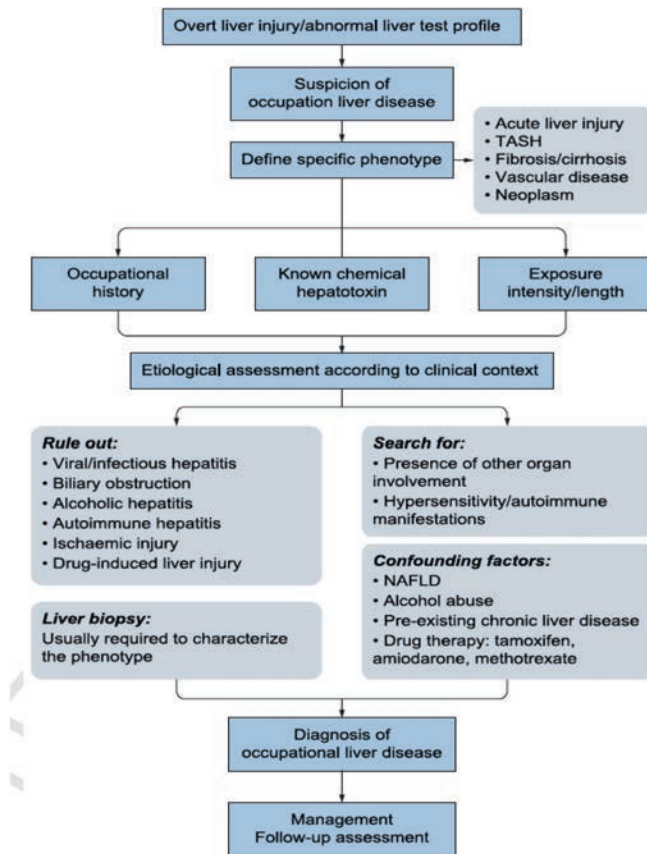 Overt liver injury/abnormal liver test profile
Suspicion of
occupation liver disease
Define specific phenotype
• Acute liver injury
• TASH
• Fibrosis/cirrhosis
• Vascular disease
• Neoplasm
Occupational
history
Known chemical
hepatotoxin
Exposure
intensity/length
Etiological assessment according to clinical context
Rule out:
• Viral/infectious hepatitis
• Biliary obstruction
• Alcoholic hepatitis
• Autoimmune hepatitis
• Ischaemic injury
• Drug-induced liver injury
Liver biopsy:
Usually required to characterize
the phenotype
Search for:
• Presence of other organ
involvement
• Hypersensitivity/autoimmune
manifestations
Confounding factors:
• NAFLD
• Alcohol abuse
• Pre-existing chronic liver disease
• Drug therapy: tamoxifen,
amiodarone, methotrexate
Diagnosis of
occupational liver disease
Management
Follow-up assessment